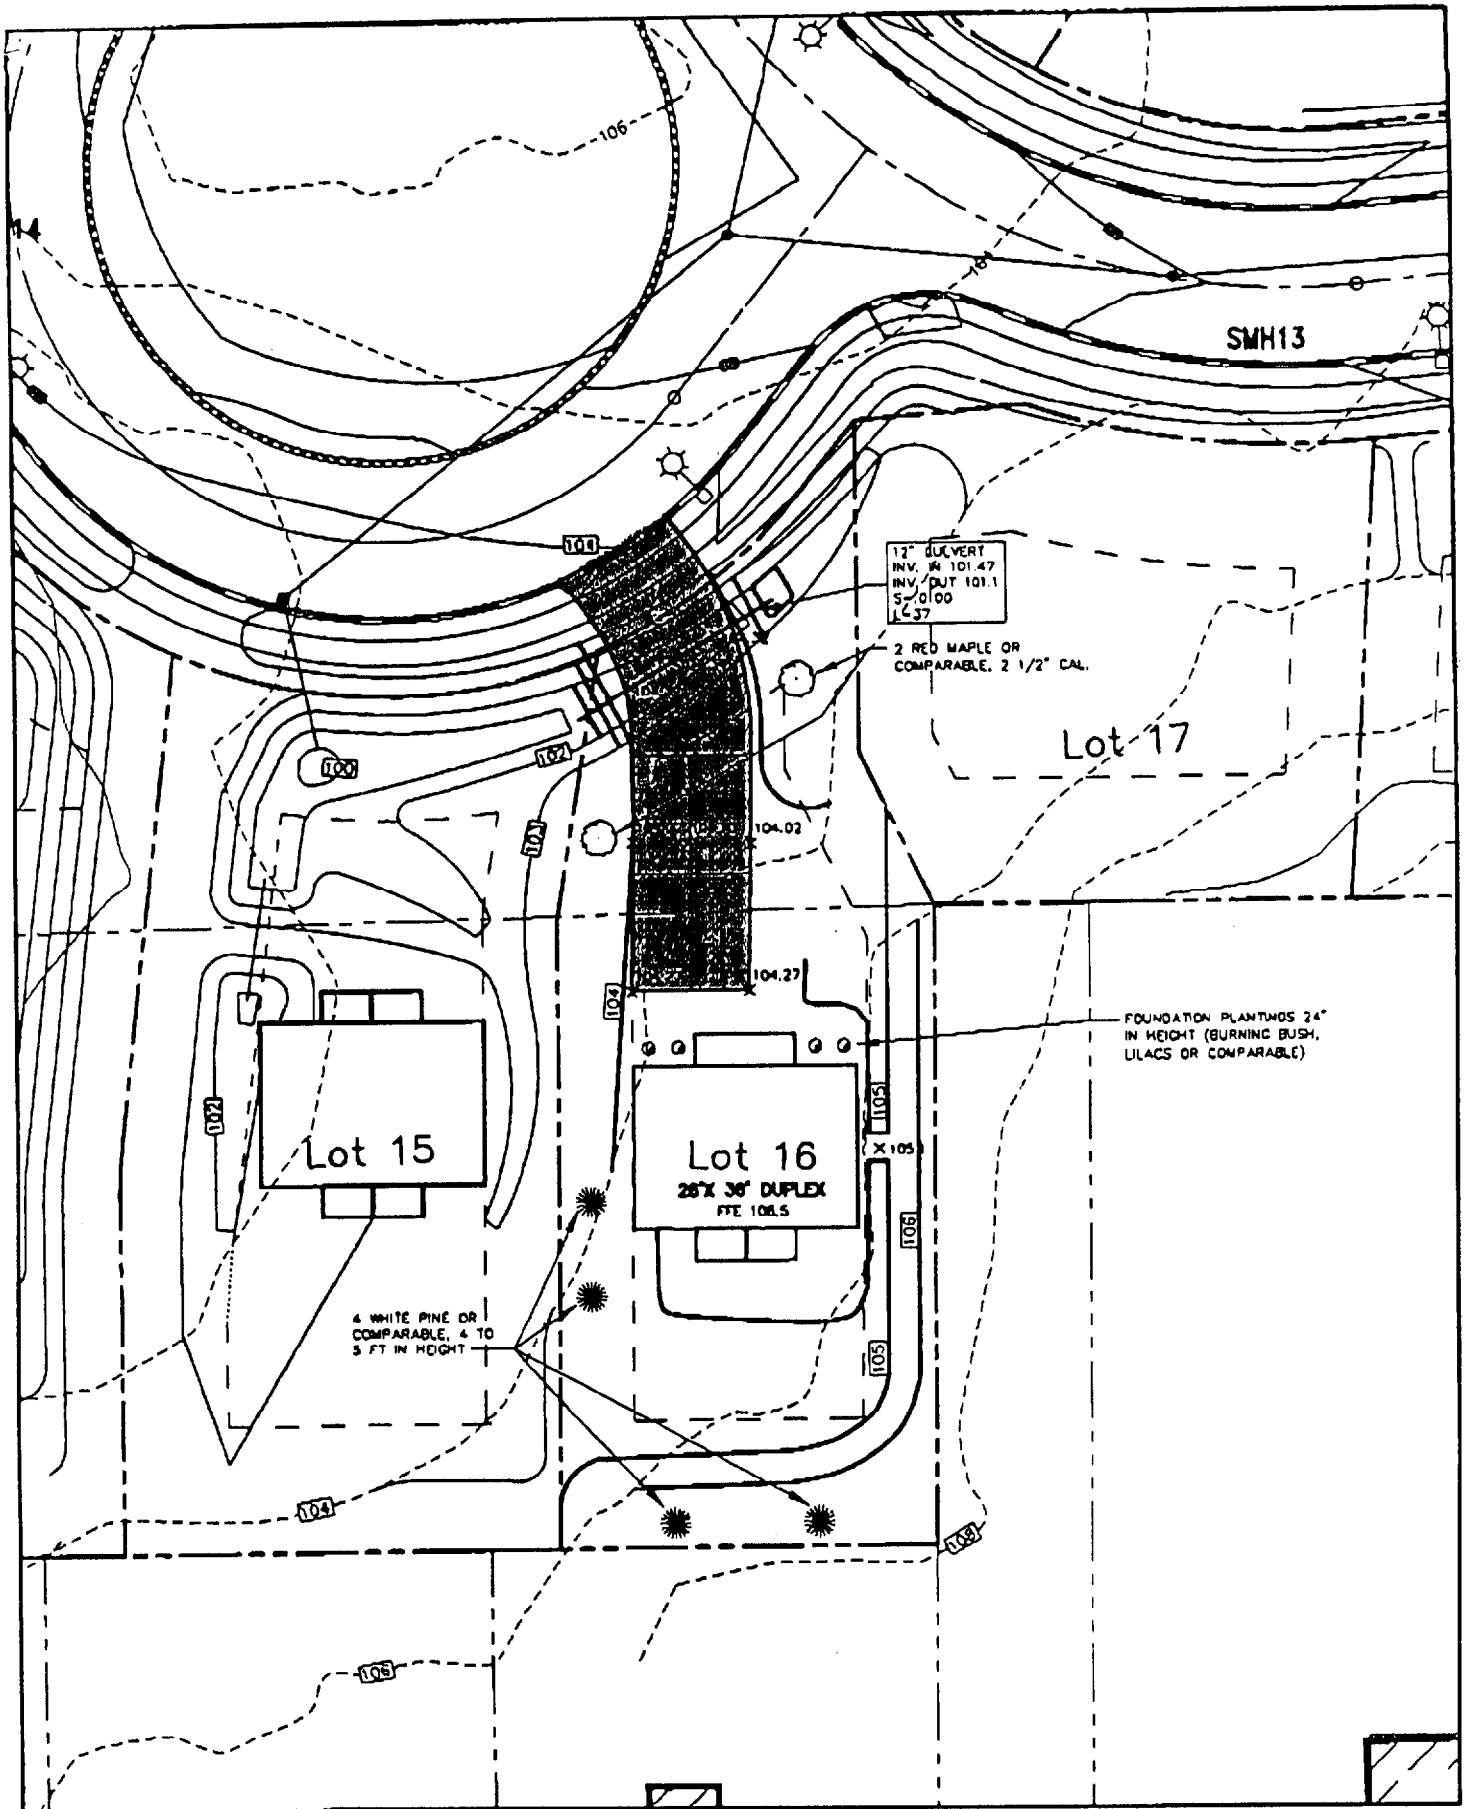 106
14
104
SMH13
104
12" CULVERT
INV. IN 101.47
INV. OUT 101.1
L=37
2 RED MAPLE OR
COMPARABLE, 2 1/2" CAL.
Lot 17
102
100
103
104.02
104.27
104
FOUNDATION PLANTINGS 24"
IN HEIGHT (BURNING BUSH,
LILACS OR COMPARABLE)
105
102
Lot 15
Lot 16
X 105
28'X 36' DUPLEX
FFE 106.5
106
4 WHITE PINE OR
COMPARABLE, 4 TO
5 FT IN HEIGHT
105
104
108
106